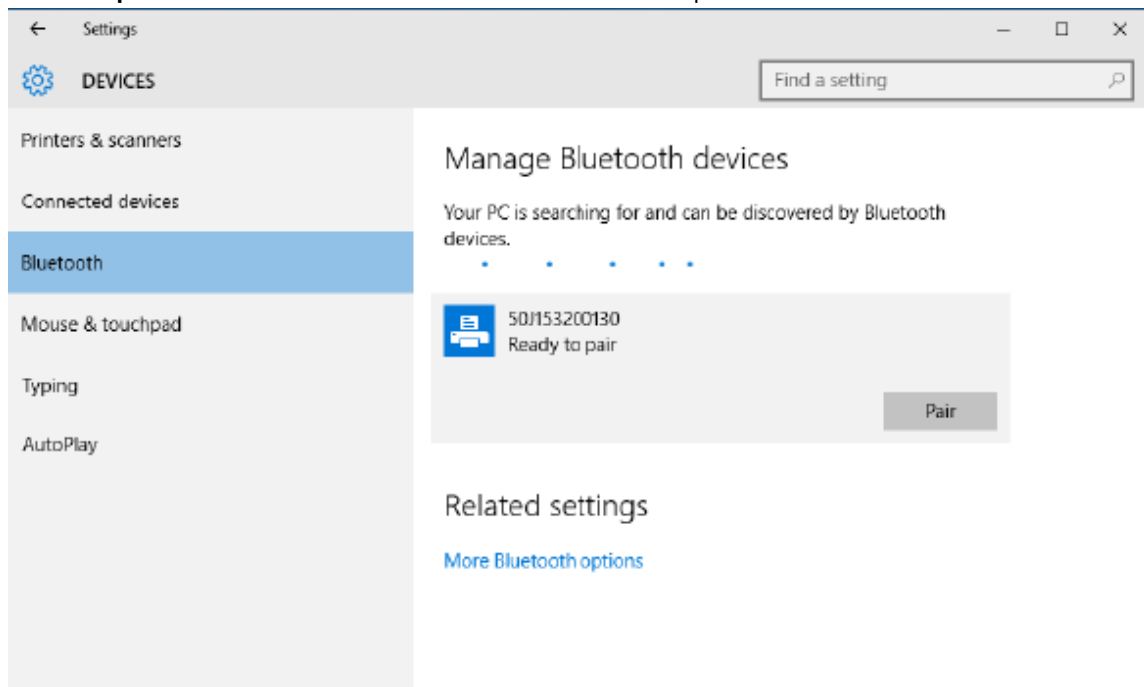 Settings
DEVICES
Find a setting
Printers & scanners
Connected devices
Bluetooth
Mouse & touchpad
Typing
AutoPlay
Manage Bluetooth devices
Your PC is searching for and can be discovered by Bluetooth
devices.
50J153200130
Ready to pair
Pair
Related settings
More Bluetooth options